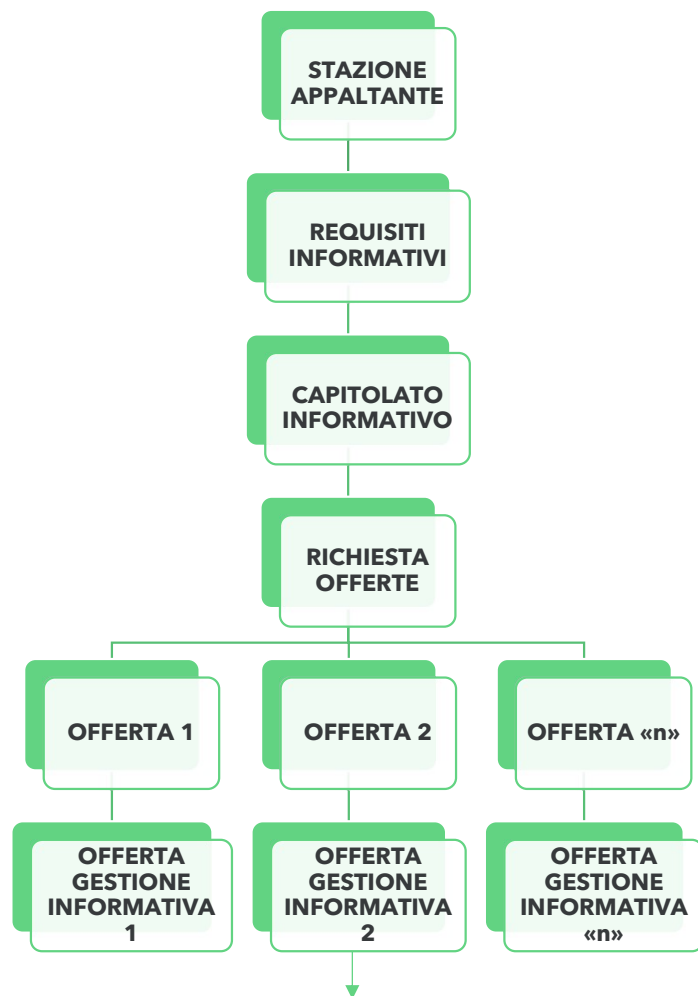 STAZIONE
APPALTANTE
REQUISITI
INFORMATIVI
CAPITOLATO
INFORMATIVO
RICHIESTA
OFFERTE
OFFERTA 1
OFFERTA 2
OFFERTA «n»
OFFERTA
GESTIONE
INFORMATIVA
1
OFFERTA
GESTIONE
INFORMATIVA
2
OFFERTA
GESTIONE
INFORMATIVA
«n»